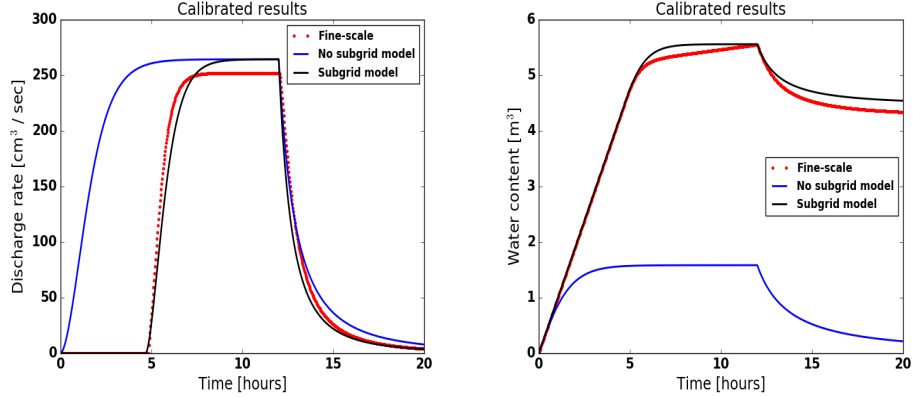 Calibrated results
300
250
200
150
100
50
0
0 5 10 15 20
Discharge rate [cm³ / sec]
Time [hours]
Fine-scale
No subgrid model
Subgrid model
Calibrated results
6
5
4
3
2
1
0
0 5 10 15 20
Water content [m³]
Time [hours]
Fine-scale
No subgrid model
Subgrid model